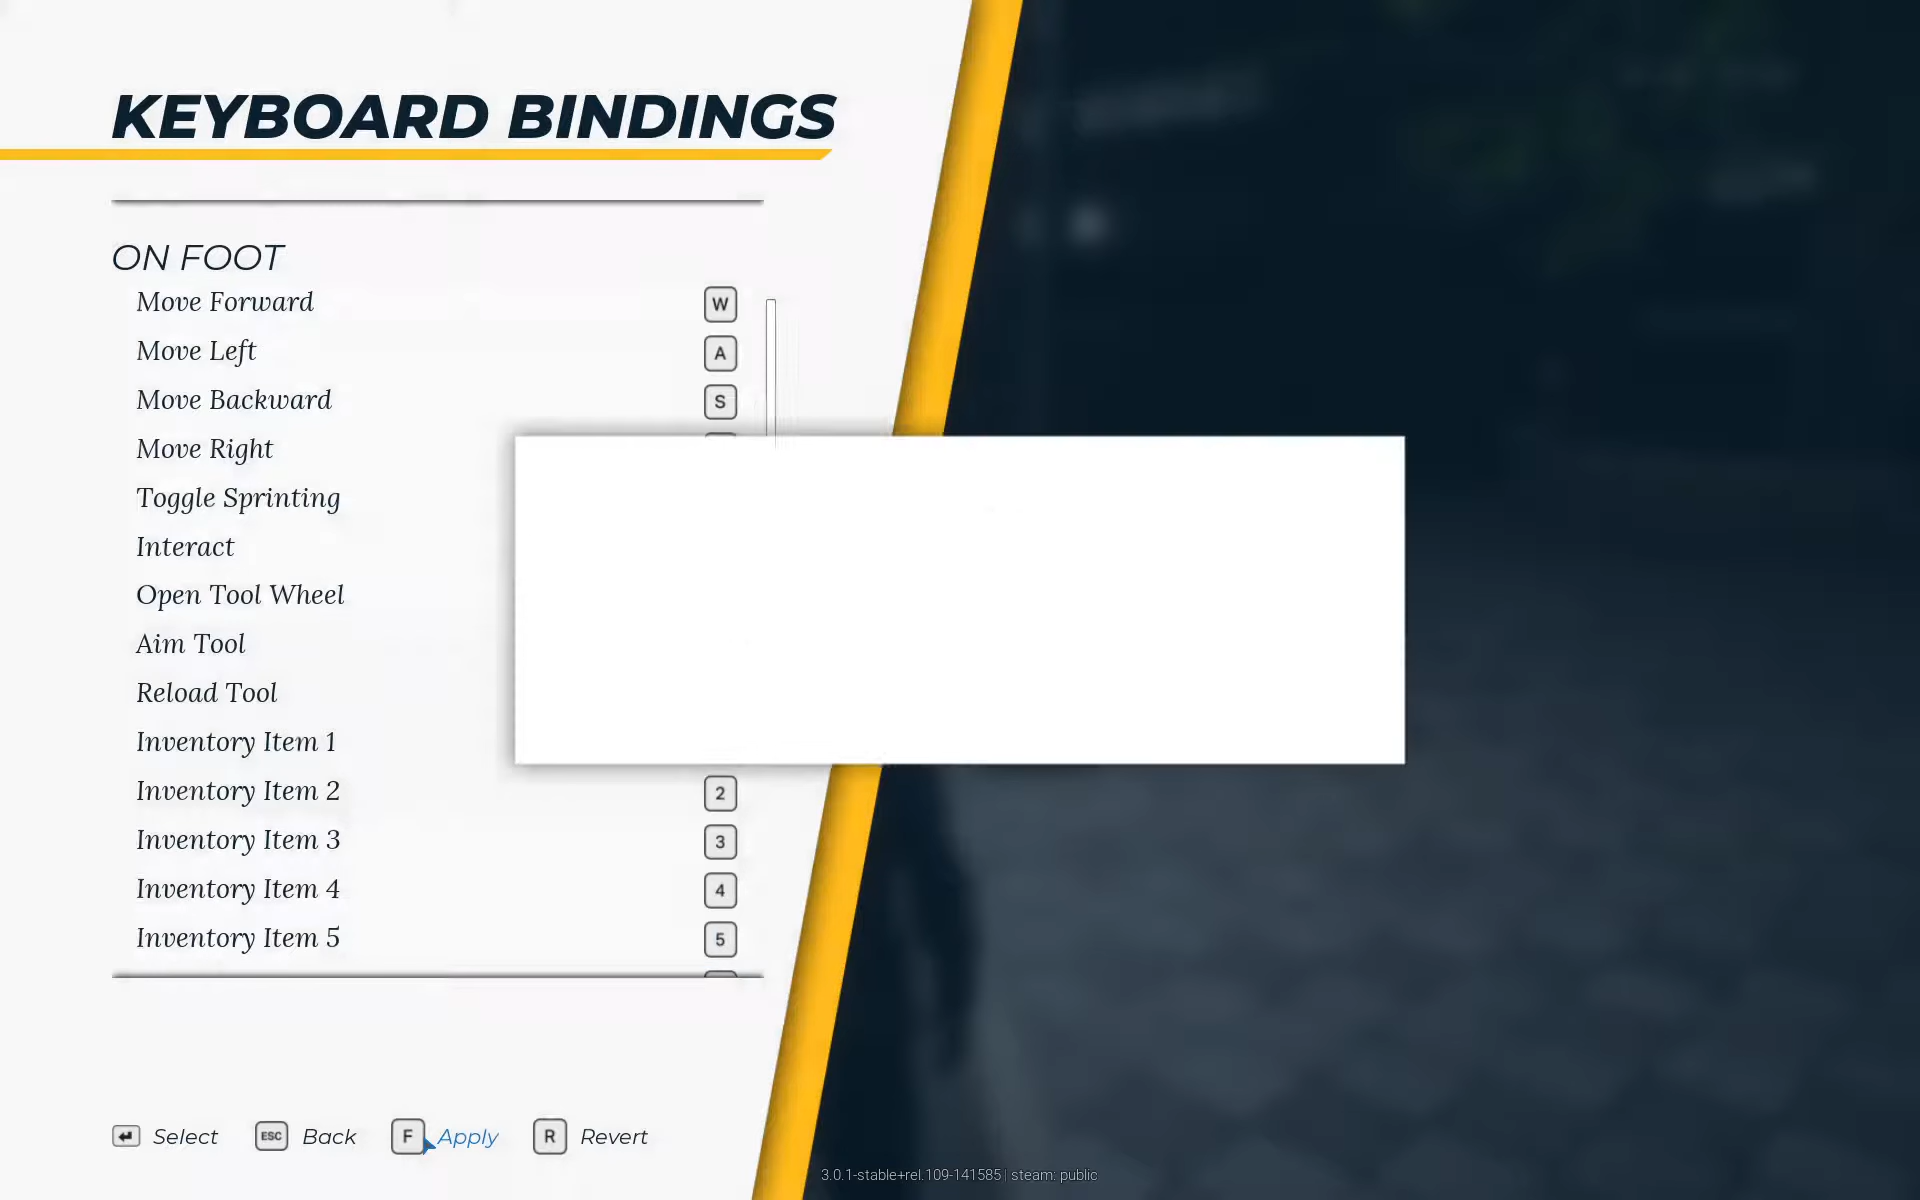 KEYBOARD BINDINGS
ON FOOT
Move Forward W
Move Left A
Move Backward S
Move Right
Toggle Sprinting
Interact
Open Tool Wheel
Aim Tool
Reload Tool
Inventory Item 1
Inventory Item 2 2
Inventory Item 3 3
Inventory Item 4 4
Inventory Item 5 5
Select ESC Back F Apply R Revert
3.0.1-stable+rel.109-141585 | steam: public